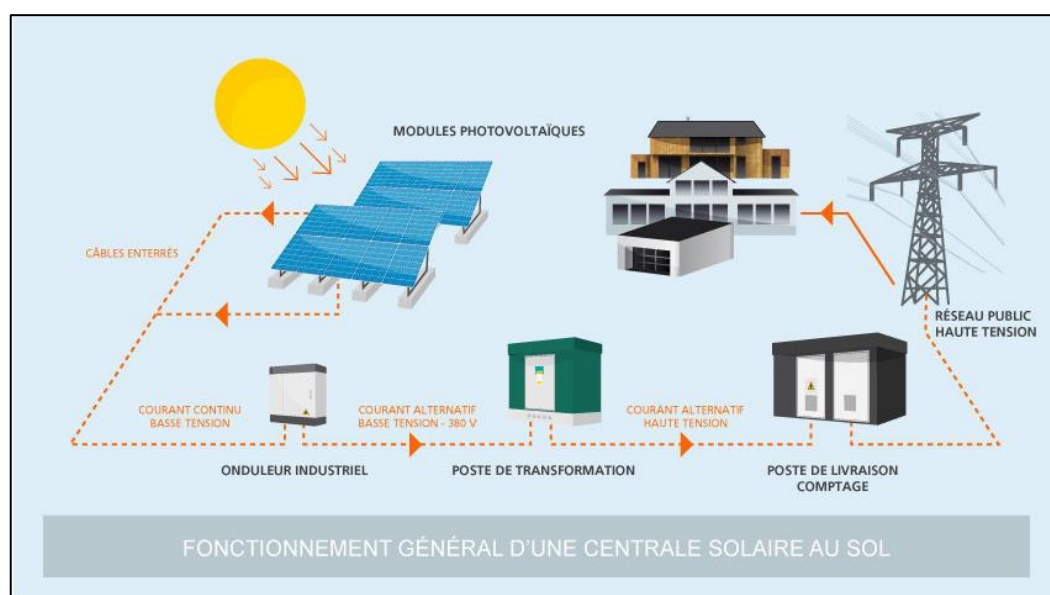 MODULES PHOTOVOLTAÏQUES
CÂBLES ENTERRÉS
RÉSEAU PUBLIC
HAUTE TENSION
COURANT CONTINU
BASSE TENSION
COURANT ALTERNATIF
BASSE TENSION - 380 V
COURANT ALTERNATIF
HAUTE TENSION
ONDULEUR INDUSTRIEL
POSTE DE TRANSFORMATION
POSTE DE LIVRAISON
COMPTAGE
FONCTIONNEMENT GÉNÉRAL D'UNE CENTRALE SOLAIRE AU SOL